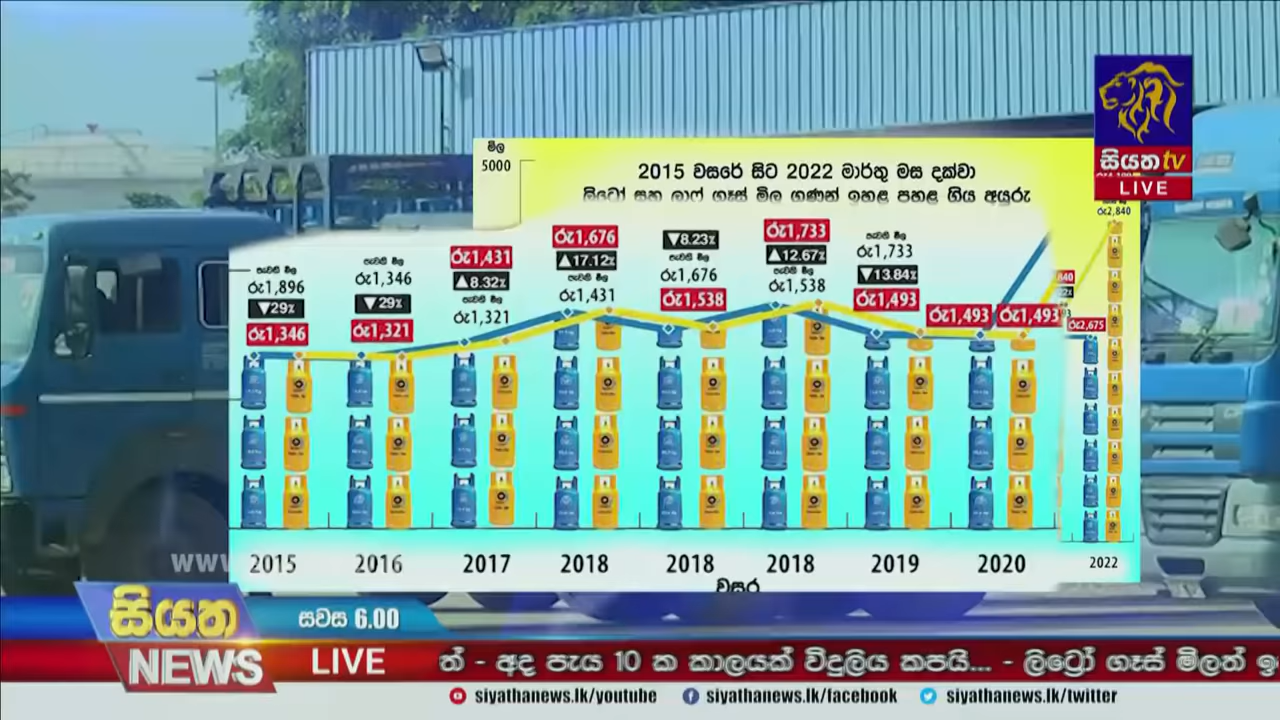 සියතtv
LIVE
මිල
5000
2015 වසරේ සිට 2022 මාර්තු මස දක්වා
ලිට්‍රෝ සහ ලාෆ් ගෑස් මිල ගණන් ඉහළ පහළ ගිය අයුරු
පැවති මිල
රු1,896
▼29%
රු1,346
පැවති මිල
රු1,346
▼29%
රු1,321
රු1,431
▲8.32%
පැවති මිල
රු1,321
රු1,676
▲17.12%
පැවති මිල
රු1,431
▼8.23%
පැවති මිල
රු1,676
රු1,538
රු1,733
▲12.67%
පැවති මිල
රු1,538
පැවති මිල
රු1,733
▼13.84%
රු1,493
රු1,493
රු1,493
රු2,840
රු2,675
2015 2016 2017 2018 2018 2018 2019 2020 2022
වසර
www.
සියත
NEWS
සවස 6.00
LIVE
ත් - අද පැය 10 ක කාලයක් විදුලිය කපයි... - ලිට්‍රෝ ගෑස් මිලත් ඉ
siyathanews.lk/youtube siyathanews.lk/facebook siyathanews.lk/twitter